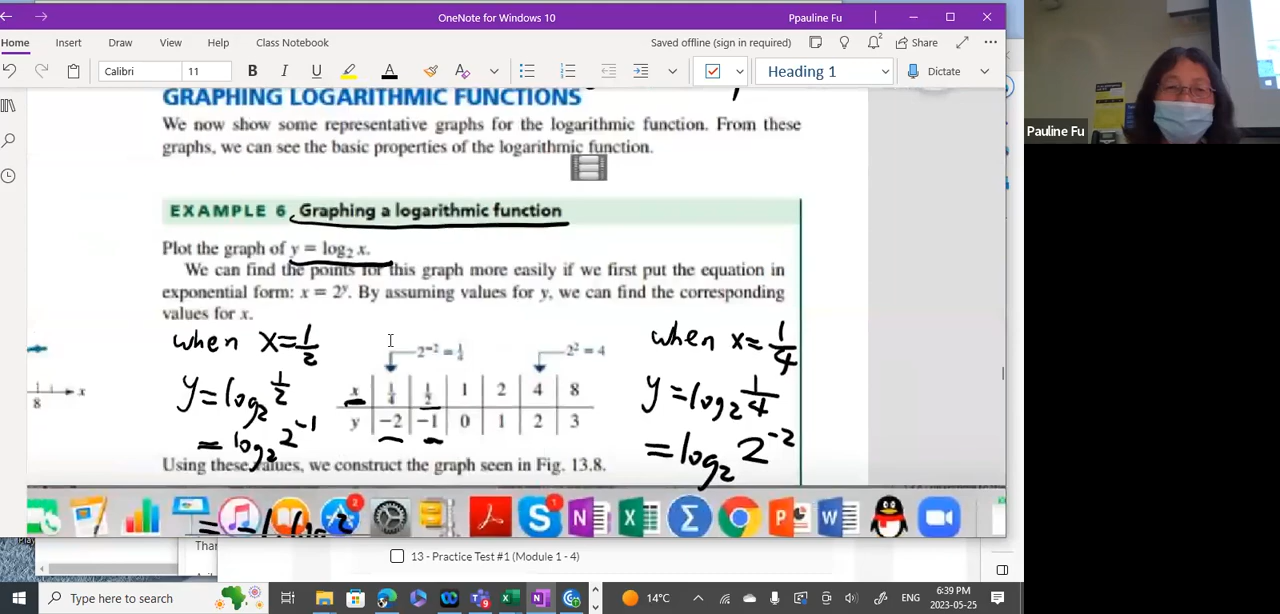 OneNote for Windows 10
Ppauline Fu
Home Insert Draw View Help Class Notebook
Saved offline (sign in required)
Share
Calibri 11 B I U A
Heading 1
Dictate
Pauline Fu
GRAPHING LOGARITHMIC FUNCTIONS
We now show some representative graphs for the logarithmic function. From these
graphs, we can see the basic properties of the logarithmic function.
EXAMPLE 6 Graphing a logarithmic function
Plot the graph of y = log₂ x.
We can find the points for this graph more easily if we first put the equation in
exponential form: x = 2ʸ. By assuming values for y, we can find the corresponding
values for x.
when x = 1/2
y = log₂ 1/2
= log₂ 2⁻¹
2⁻² = 1/4
2² = 4
x 1/4 1/2 1 2 4 8
y −2 −1 0 1 2 3
when x = 1/4
y = log₂ 1/4
= log₂ 2⁻²
8
x
Using these values, we construct the graph seen in Fig. 13.8.
13 - Practice Test #1 (Module 1 - 4)
Type here to search
14°C
ENG
6:39 PM
2023-05-25